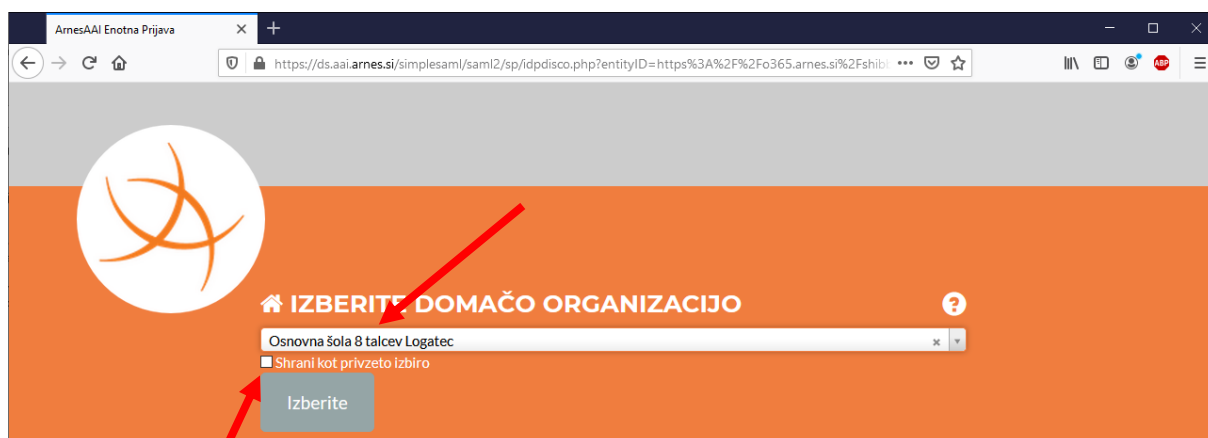 ArnesAAI Enotna Prijava
https://ds.aai.arnes.si/simplesaml/saml2/sp/idpdisco.php?entityID=https%3A%2F%2Fo365.arnes.si%2Fshib
ABP
IZBERITE DOMAČO ORGANIZACIJO ?
Osnovna šola 8 talcev Logatec
Shrani kot privzeto izbiro
Izberite